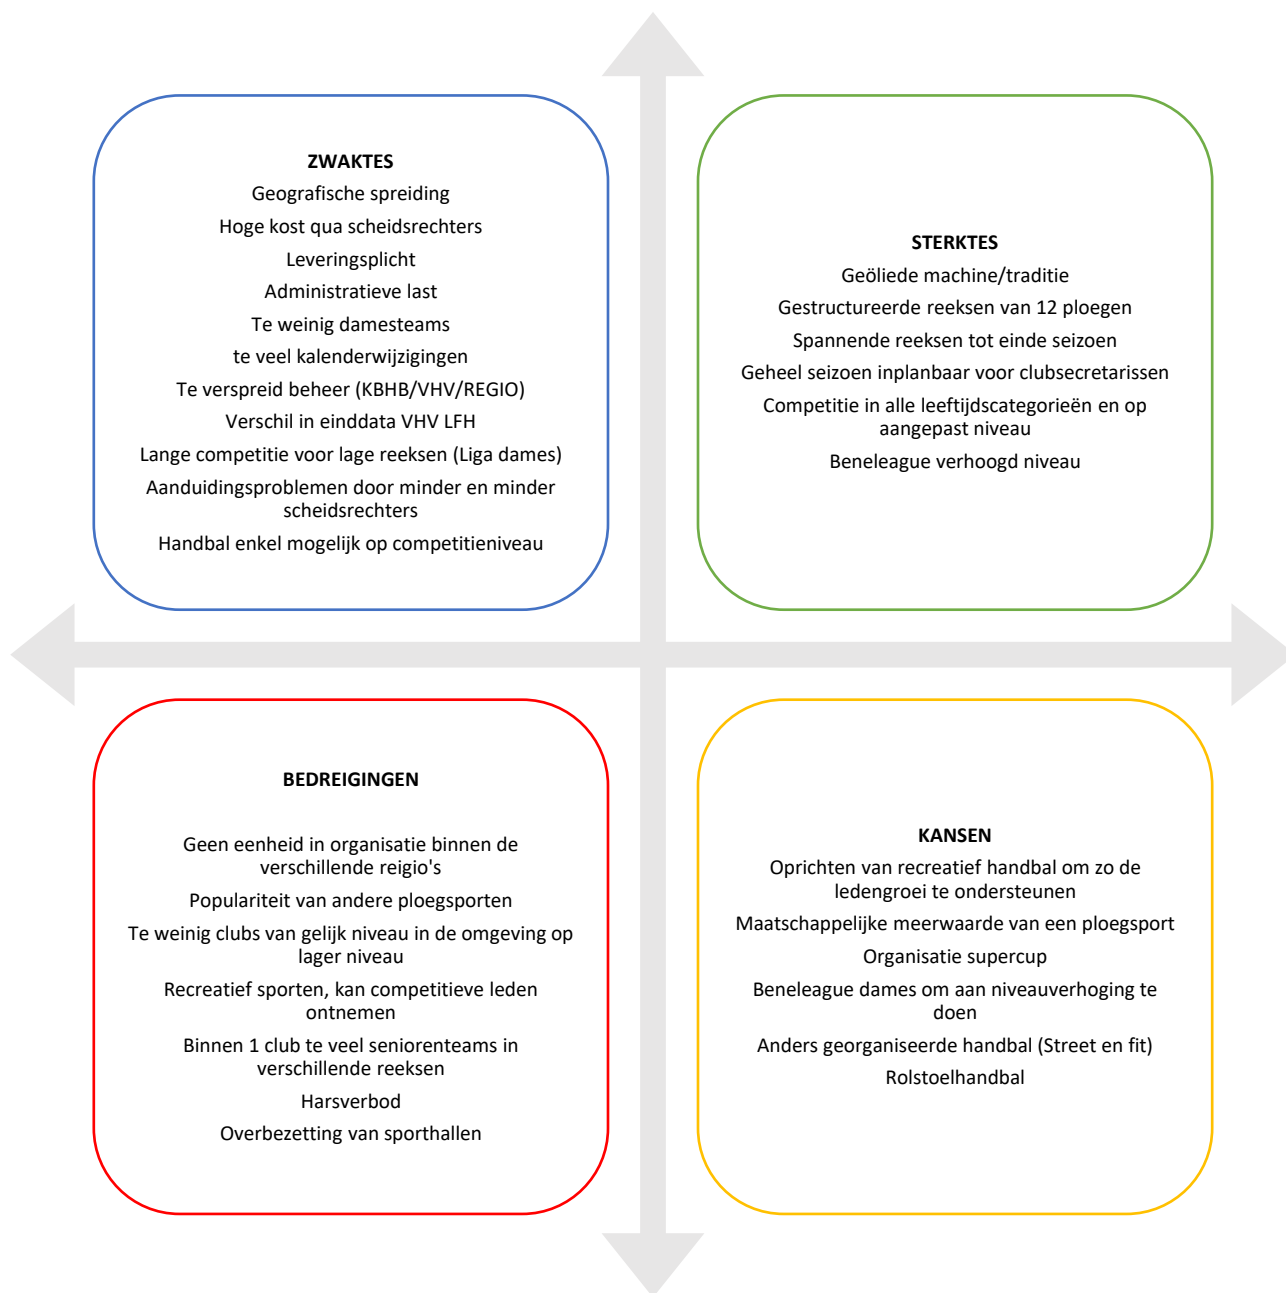 ZWAKTES
Geografische spreiding
Hoge kost qua scheidsrechters
Leveringsplicht
Administratieve last
Te weinig damesteams
te veel kalenderwijzigingen
Te verspreid beheer (KBHB/VHV/REGIO)
Verschil in einddata VHV LFH
Lange competitie voor lage reeksen (Liga dames)
Aanduidingsproblemen door minder en minder
scheidsrechters
Handbal enkel mogelijk op competitieniveau
STERKTES
Geöliede machine/traditie
Gestructureerde reeksen van 12 ploegen
Spannende reeksen tot einde seizoen
Geheel seizoen inplanbaar voor clubsecretarissen
Competitie in alle leeftijdscategorieën en op
aangepast niveau
Beneleague verhoogd niveau
BEDREIGINGEN
Geen eenheid in organisatie binnen de
verschillende reigio's
Populariteit van andere ploegsporten
Te weinig clubs van gelijk niveau in de omgeving op
lager niveau
Recreatief sporten, kan competitieve leden
ontnemen
Binnen 1 club te veel seniorenteams in
verschillende reeksen
Harsverbod
Overbezetting van sporthallen
KANSEN
Oprichten van recreatief handbal om zo de
ledengroei te ondersteunen
Maatschappelijke meerwaarde van een ploegsport
Organisatie supercup
Beneleague dames om aan niveauverhoging te
doen
Anders georganiseerde handbal (Street en fit)
Rolstoelhandbal